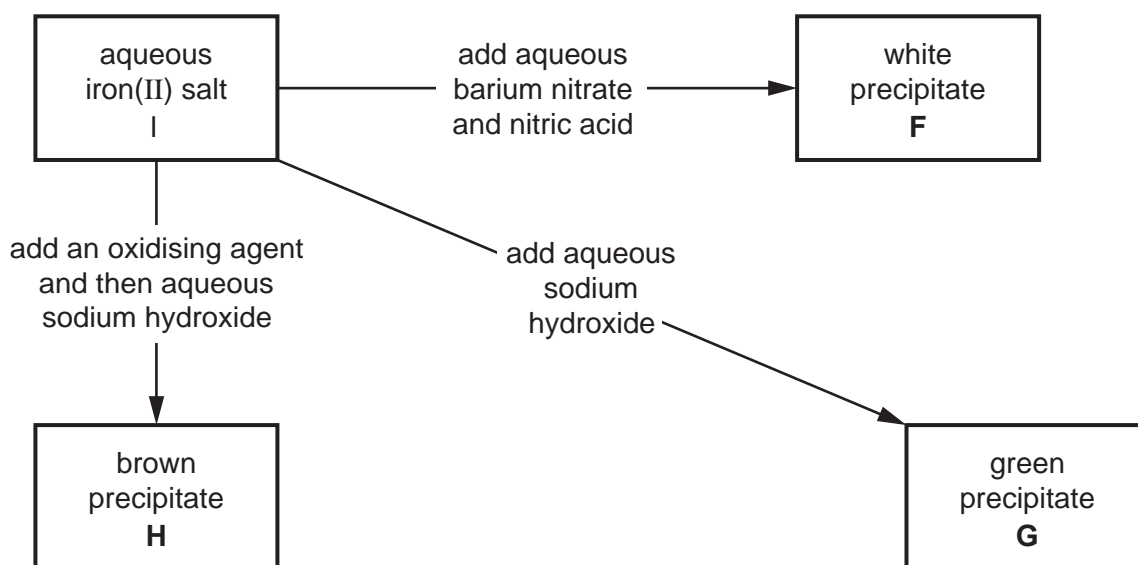 aqueous
iron(II) salt
I
add aqueous
barium nitrate
and nitric acid
white
precipitate
F
add an oxidising agent
and then aqueous
sodium hydroxide
add aqueous
sodium
hydroxide
brown
precipitate
H
green
precipitate
G